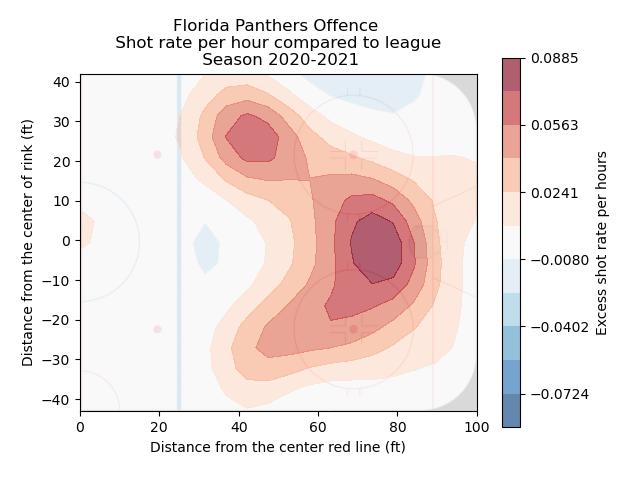 Florida Panthers Offence
Shot rate per hour compared to league
Season 2020-2021
40
30
20
10
0
−10
−20
−30
−40
Distance from the center of rink (ft)
0 20 40 60 80 100
Distance from the center red line (ft)
0.0885
0.0563
0.0241
−0.0080
−0.0402
−0.0724
Excess shot rate per hours